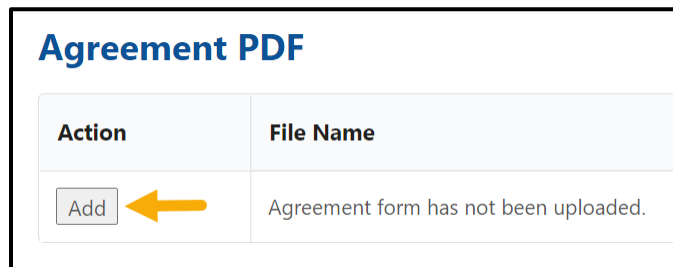 Agreement PDF
Action File Name
Add Agreement form has not been uploaded.